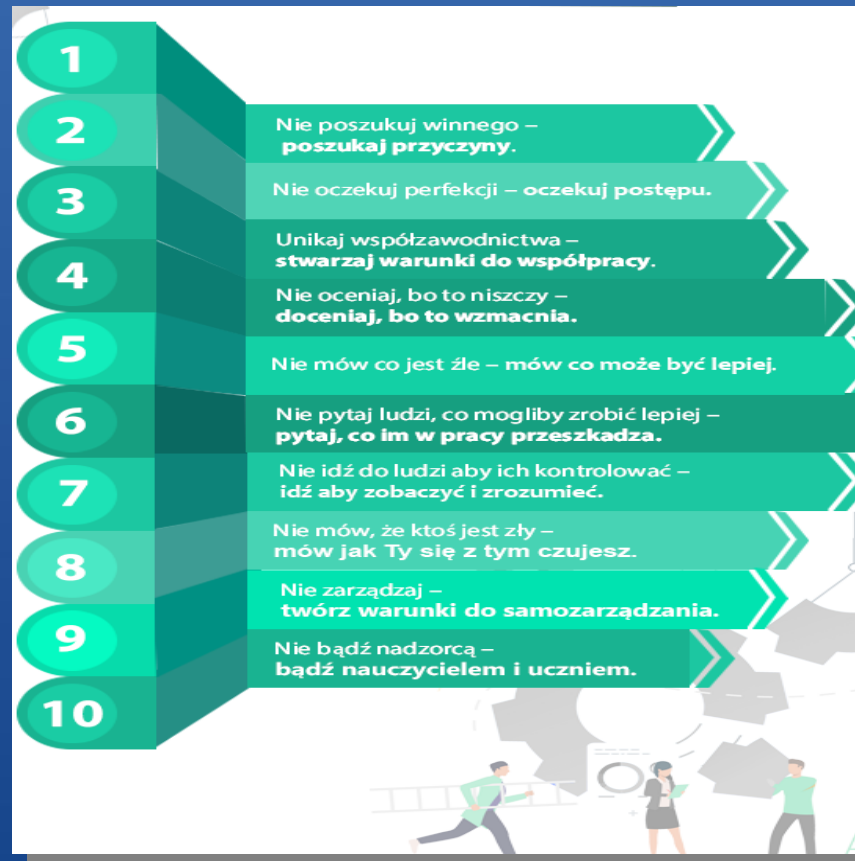 1
Nie poszukuj winnego –
poszukaj przyczyny.
2
Nie oczekuj perfekcji – oczekuj postępu.
3
Unikaj współzawodnictwa –
stwarzaj warunki do współpracy.
4
Nie oceniaj, bo to niszczy –
doceniaj, bo to wzmacnia.
5
Nie mów co jest źle – mów co może być lepiej.
6
Nie pytaj ludzi, co mogliby zrobić lepiej –
pytaj, co im w pracy przeszkadza.
7
Nie idź do ludzi aby ich kontrolować –
idź aby zobaczyć i zrozumieć.
8
Nie mów, że ktoś jest zły –
mów jak Ty się z tym czujesz.
9
Nie zarządzaj –
twórz warunki do samozarządzania.
10
Nie bądź nadzorcą –
bądź nauczycielem i uczniem.